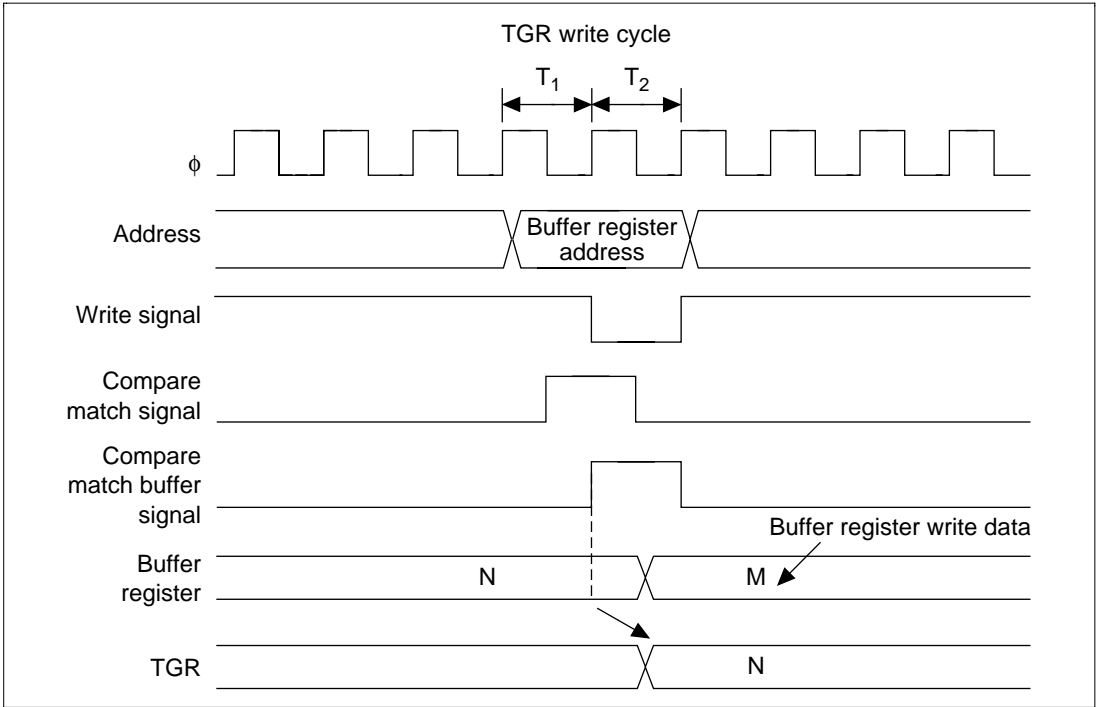 TGR write cycle
T1 T2
ϕ
Address
Buffer register
address
Write signal
Compare
match signal
Compare
match buffer
signal
Buffer register write data
Buffer
register
N M
TGR
N